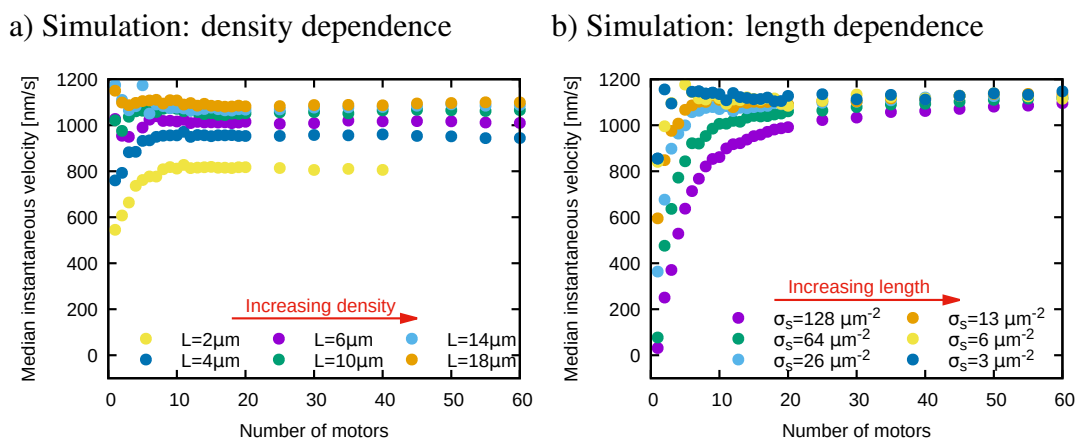 a) Simulation: density dependence
Median instantaneous velocity [nm/s]
1200
1000
800
600
400
200
0
0 10 20 30 40 50 60
Number of motors
Increasing density
L=2μm L=6μm L=14μm
L=4μm L=10μm L=18μm
b) Simulation: length dependence
Median instantaneous velocity [nm/s]
1200
1000
800
600
400
200
0
0 10 20 30 40 50 60
Number of motors
Increasing length
σs=128 μm-2 σs=13 μm-2
σs=64 μm-2 σs=6 μm-2
σs=26 μm-2 σs=3 μm-2